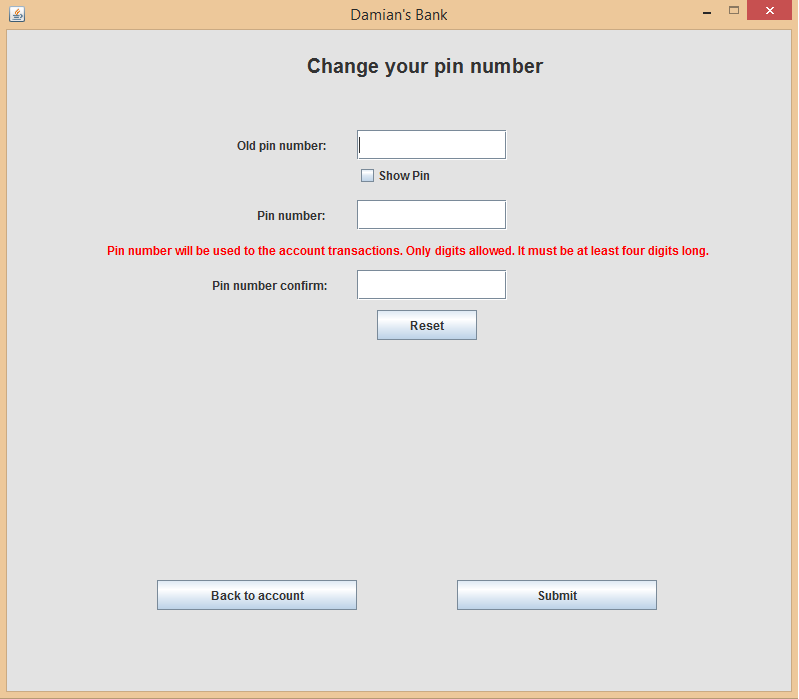 Damian's Bank
Change your pin number
Old pin number:
Show Pin
Pin number:
Pin number will be used to the account transactions. Only digits allowed. It must be at least four digits long.
Pin number confirm:
Reset
Back to account
Submit